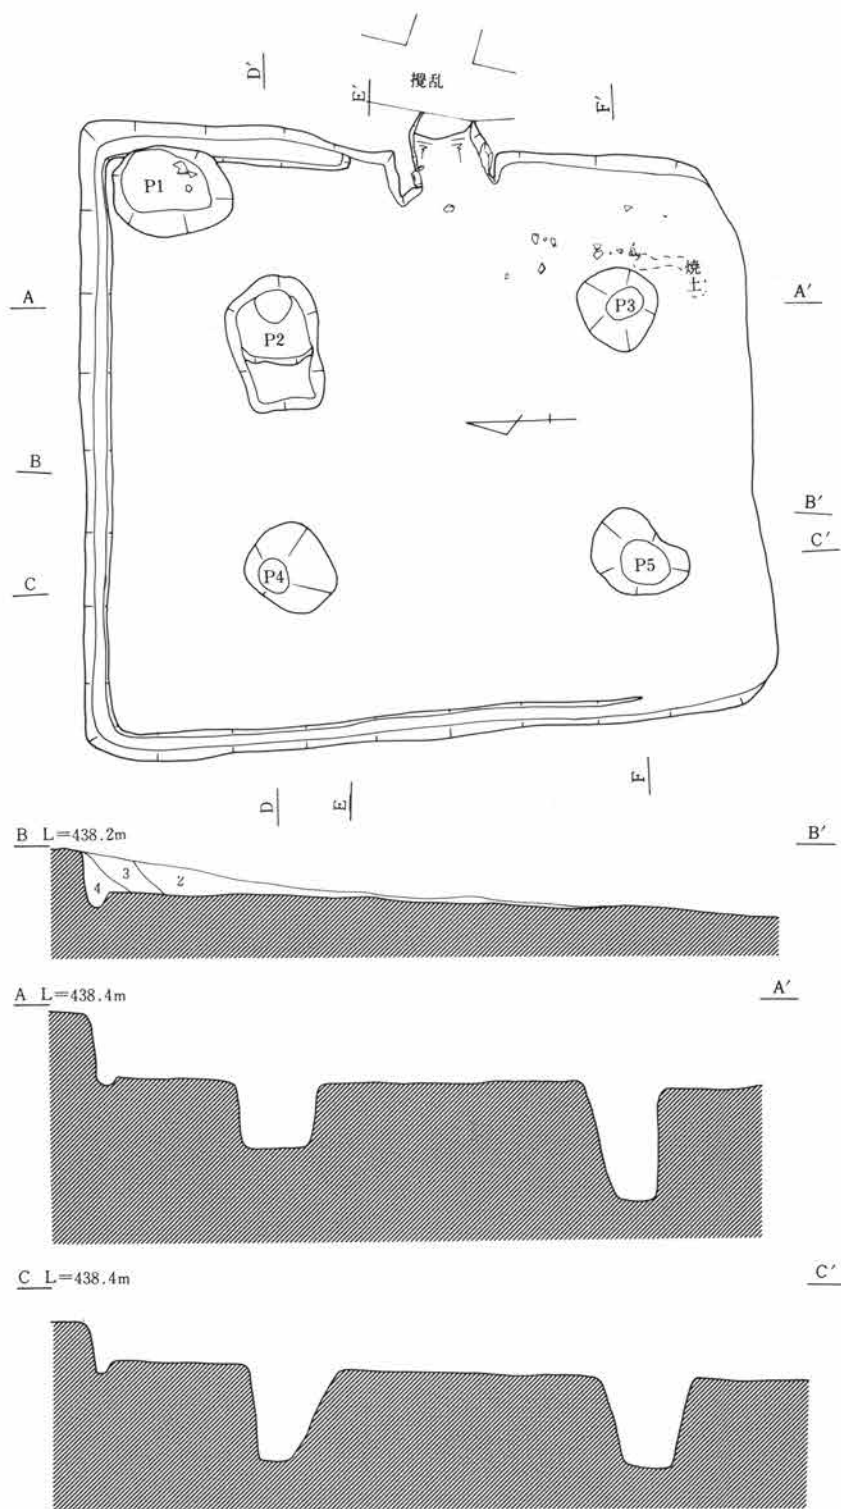 D′
E′
攪乱
F′
P1
A
P2
P3
焼土
A′
B
B′
C′
C
P4
P5
D
E
F
B L=438.2m
B′
4
3
2
A L=438.4m
A′
C L=438.4m
C′